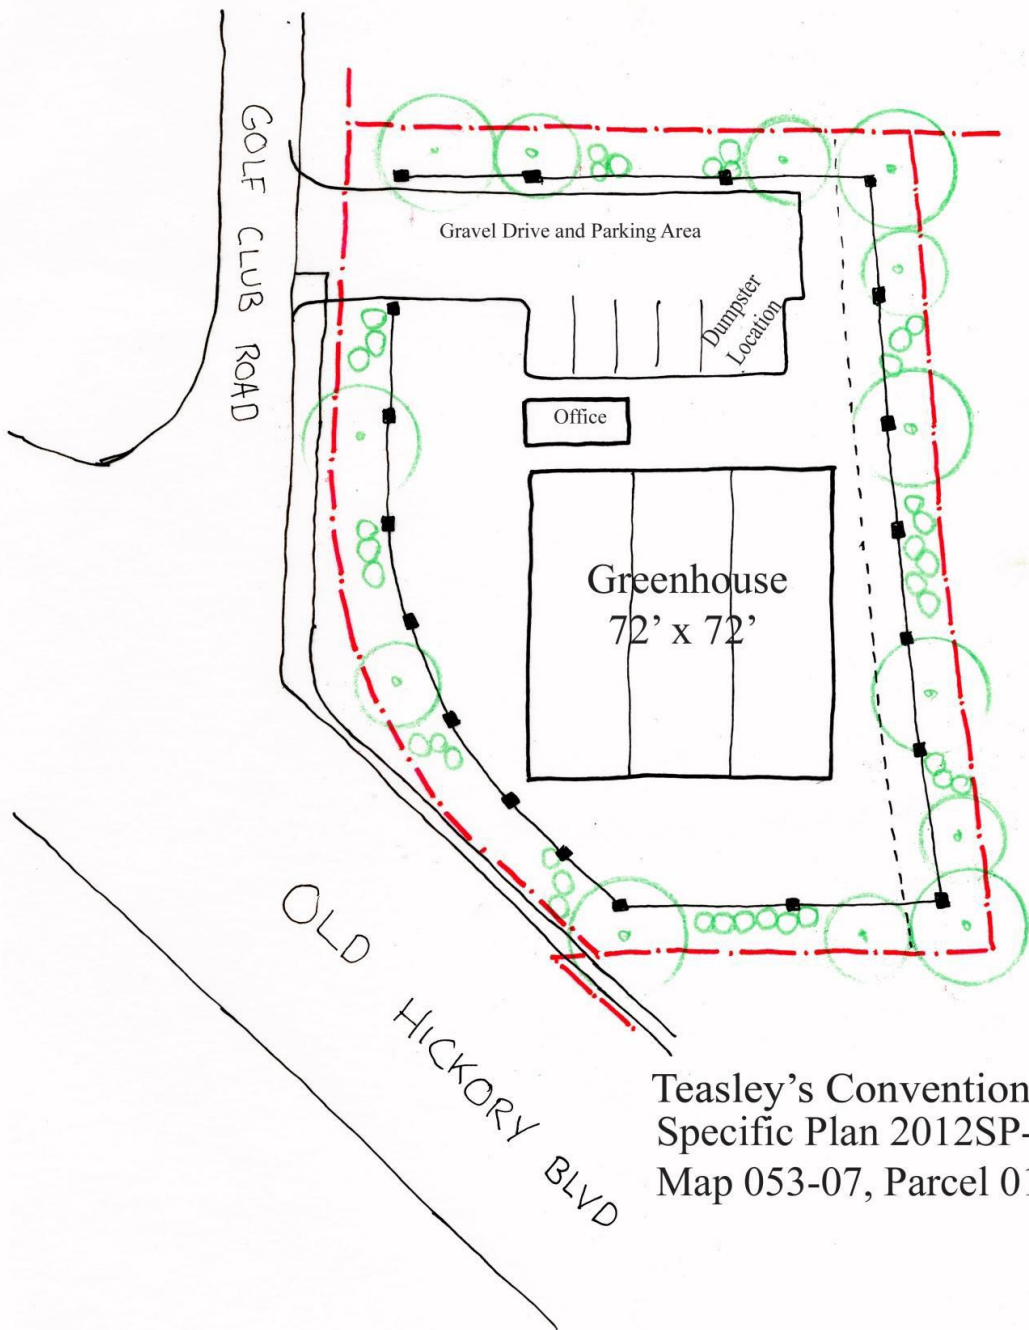 GOLF CLUB ROAD
Gravel Drive and Parking Area
Dumpster
Location
Office
Greenhouse
72’ x 72’
OLD HICKORY BLVD
Teasley’s Convention
Specific Plan 2012SP-
Map 053-07, Parcel 01